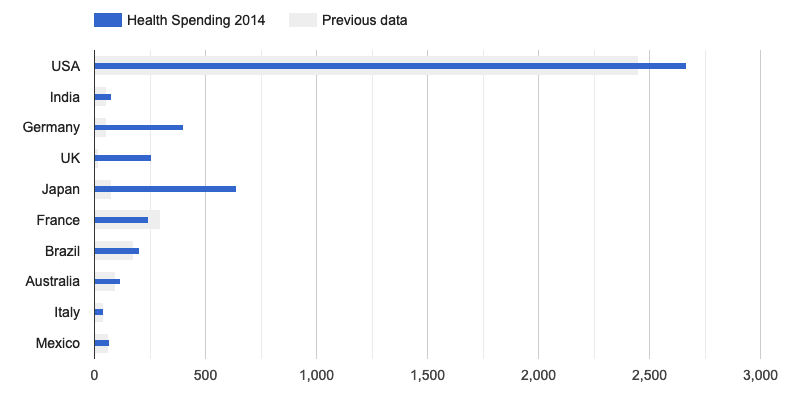 Health Spending 2014 Previous data
USA
India
Germany
UK
Japan
France
Brazil
Australia
Italy
Mexico
0 500 1,000 1,500 2,000 2,500 3,000